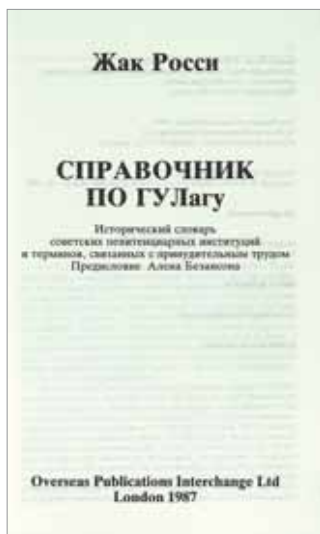 Жак Росси
СПРАВОЧНИК
ПО ГУЛагу
Исторический словарь
советских пенитенциарных институций
и терминов, связанных с принудительным трудом
Предисловие Алена Безансона
Overseas Publications Interchange Ltd
London 1987